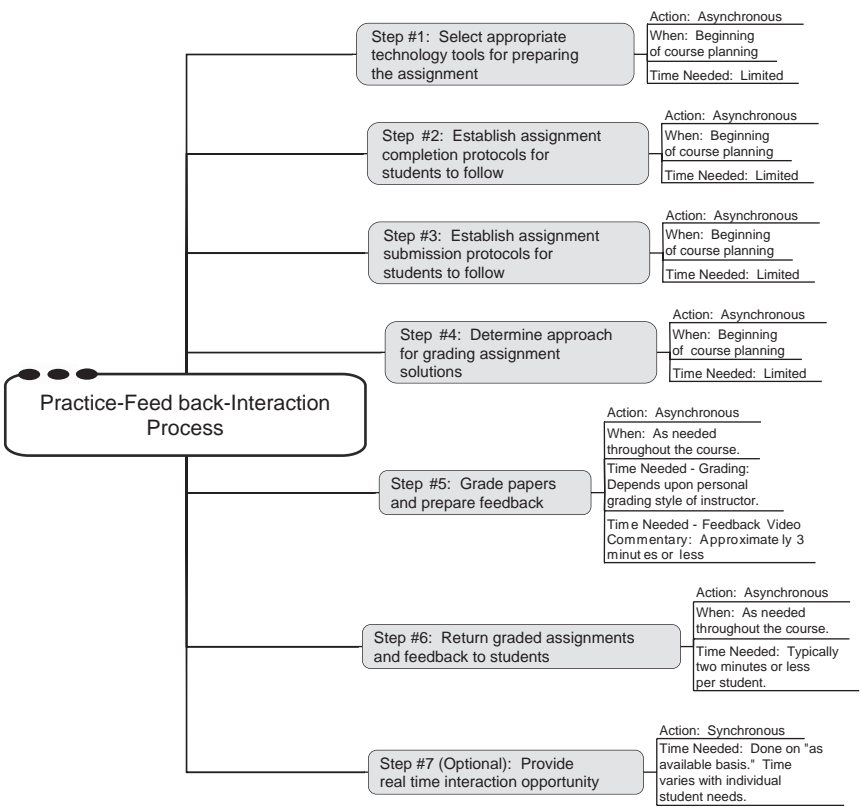 Practice-Feed back-Interaction
Process
Step #1: Select appropriate
technology tools for preparing
the assignment
Action: Asynchronous
When: Beginning
of course planning
Time Needed: Limited
Step #2: Establish assignment
completion protocols for
students to follow
Action: Asynchronous
When: Beginning
of course planning
Time Needed: Limited
Step #3: Establish assignment
submission protocols for
students to follow
Action: Asynchronous
When: Beginning
of course planning
Time Needed: Limited
Step #4: Determine approach
for grading assignment
solutions
Action: Asynchronous
When: Beginning
of course planning
Time Needed: Limited
Step #5: Grade papers
and prepare feedback
Action: Asynchronous
When: As needed
throughout the course.
Time Needed - Grading:
Depends upon personal
grading style of instructor.
Time Needed - Feedback Video
Commentary: Approximate ly 3
minut es or less
Step #6: Return graded assignments
and feedback to students
Action: Asynchronous
When: As needed
throughout the course.
Time Needed: Typically
two minutes or less
per student.
Step #7 (Optional): Provide
real time interaction opportunity
Action: Synchronous
Time Needed: Done on "as
available basis." Time
varies with individual
student needs.